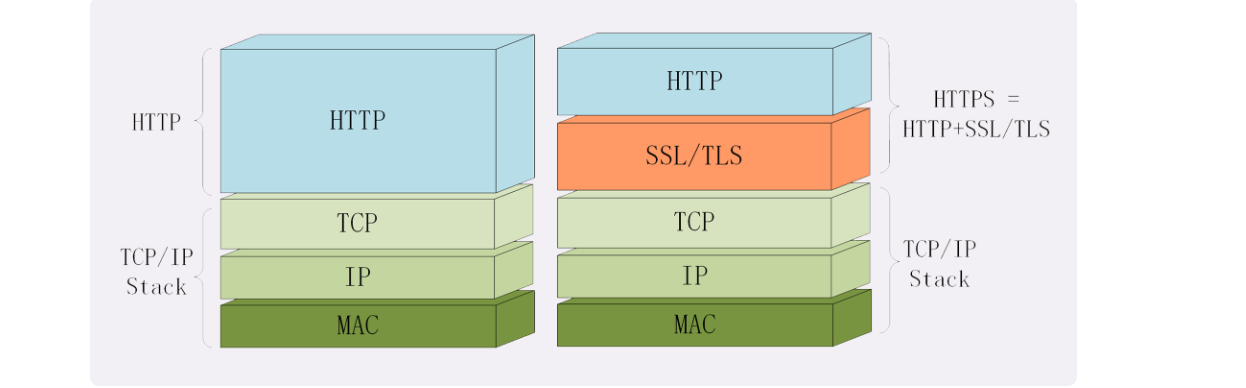 HTTP
HTTP
TCP
IP
MAC
TCP/IP
Stack
HTTP
SSL/TLS
TCP
IP
MAC
HTTPS =
HTTP+SSL/TLS
TCP/IP
Stack